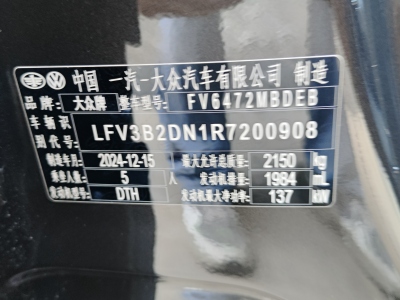 中国 一汽-大众汽车有限公司 制造
品牌 大众牌 整车型号 FV6472MBDEB
车辆识别代号: LFV3B2DN1R7200908
制造年月 2024-12-15 最大允许总质量 2150 kg
乘坐人数 5 人 发动机排量 1984 mL
发动机型号 DTH 发动机最大净功率 137 kW